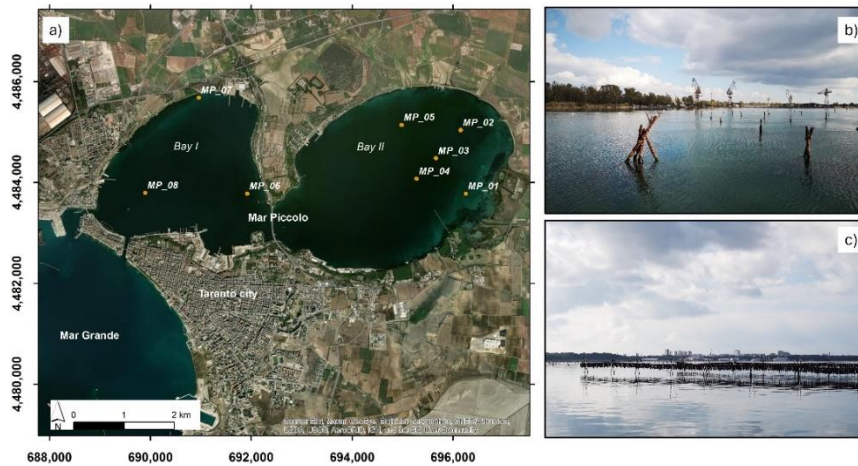 a)
4,486,000
4,484,000
4,482,000
4,480,000
MP_07
Bay I
MP_08
MP_06
Mar Piccolo
MP_05
MP_02
Bay II
MP_03
MP_04
MP_01
Taranto city
Mar Grande
0 1 2 km
N
688,000 690,000 692,000 694,000 696,000
b)
c)